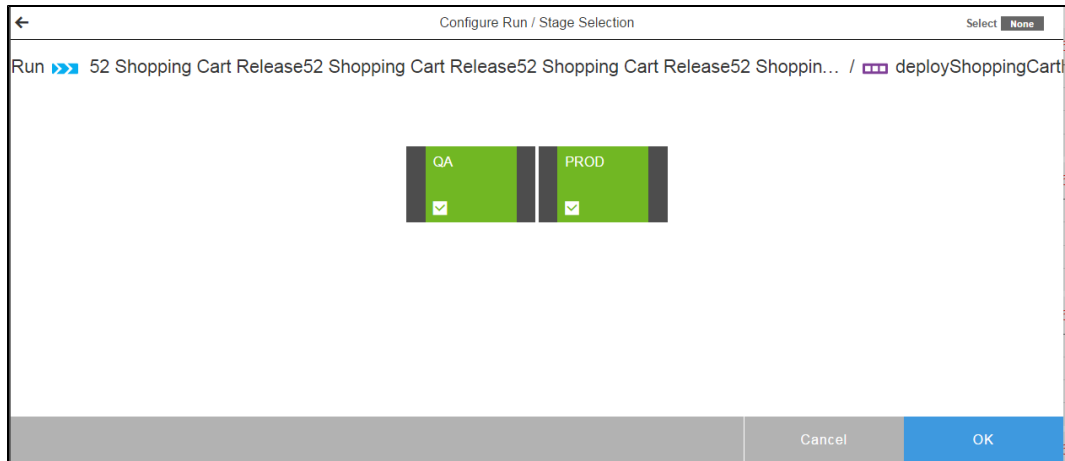 Configure Run / Stage Selection
Select None
Run 52 Shopping Cart Release52 Shopping Cart Release52 Shopping Cart Release52 Shoppin... / deployShoppingCart
QA PROD
Cancel OK